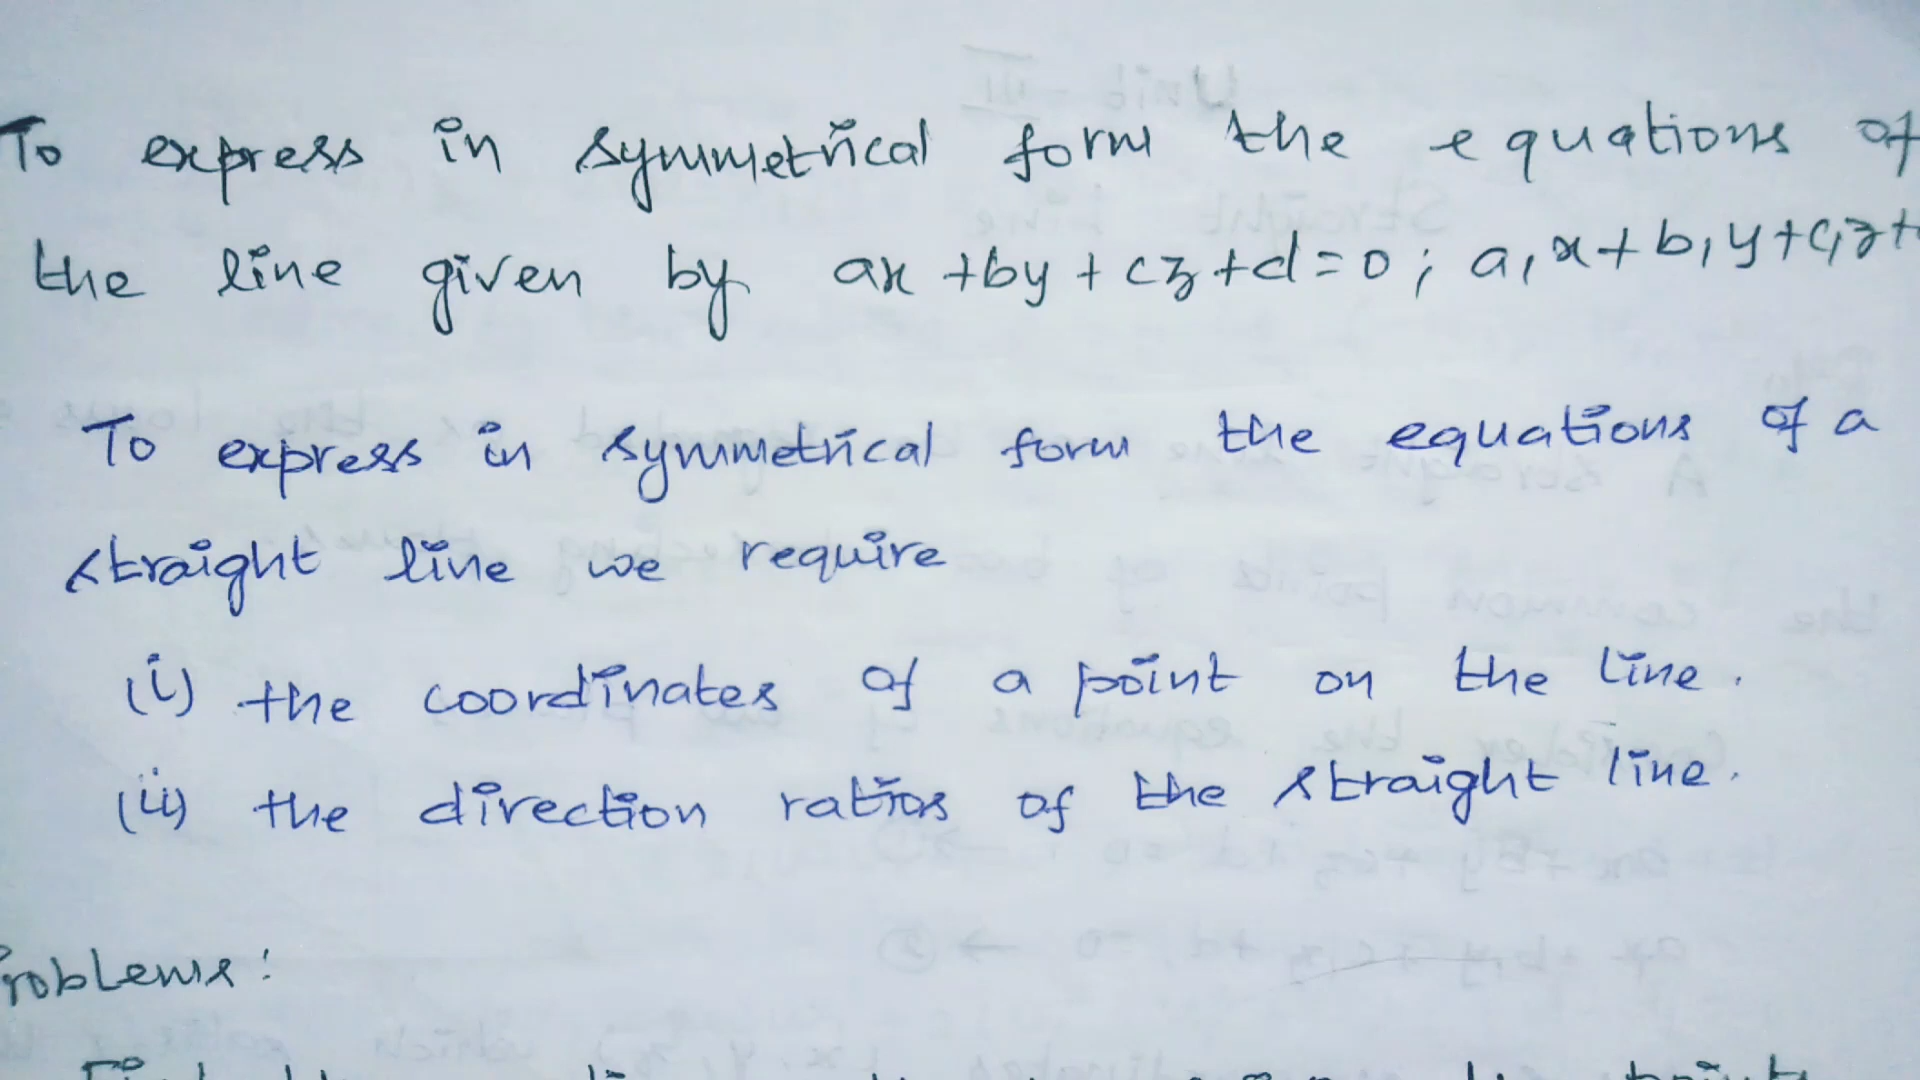 To express in symmetrical form the equations of
the line given by ax + by + cz + d = 0 ; a₁x + b₁y + c₁z +
To express in symmetrical form the equations of a
straight line we require
(i) the coordinates of a point on the line.
(ii) the direction ratios of the straight line.
roblems: